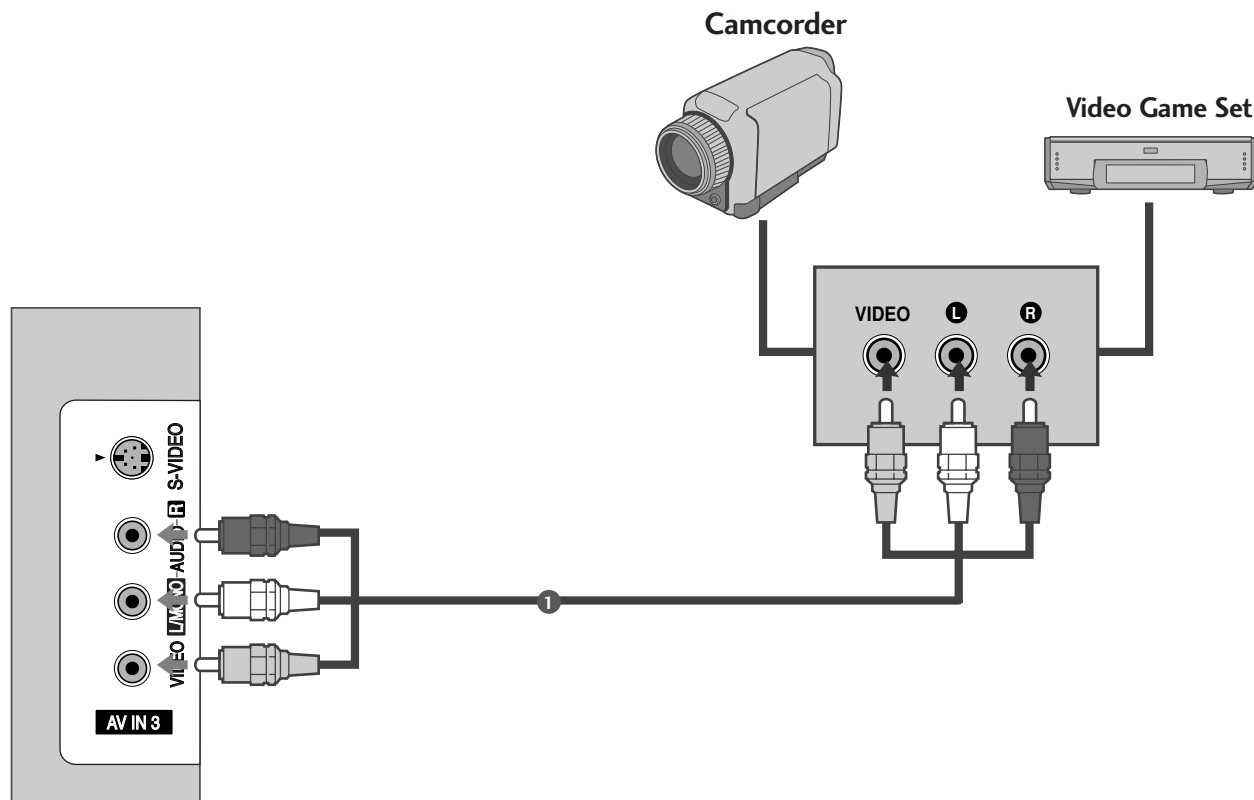 Camcorder
Video Game Set
VIDEO L R
S-VIDEO
L/MONO AUDIO R
VIDEO
1
AV IN 3